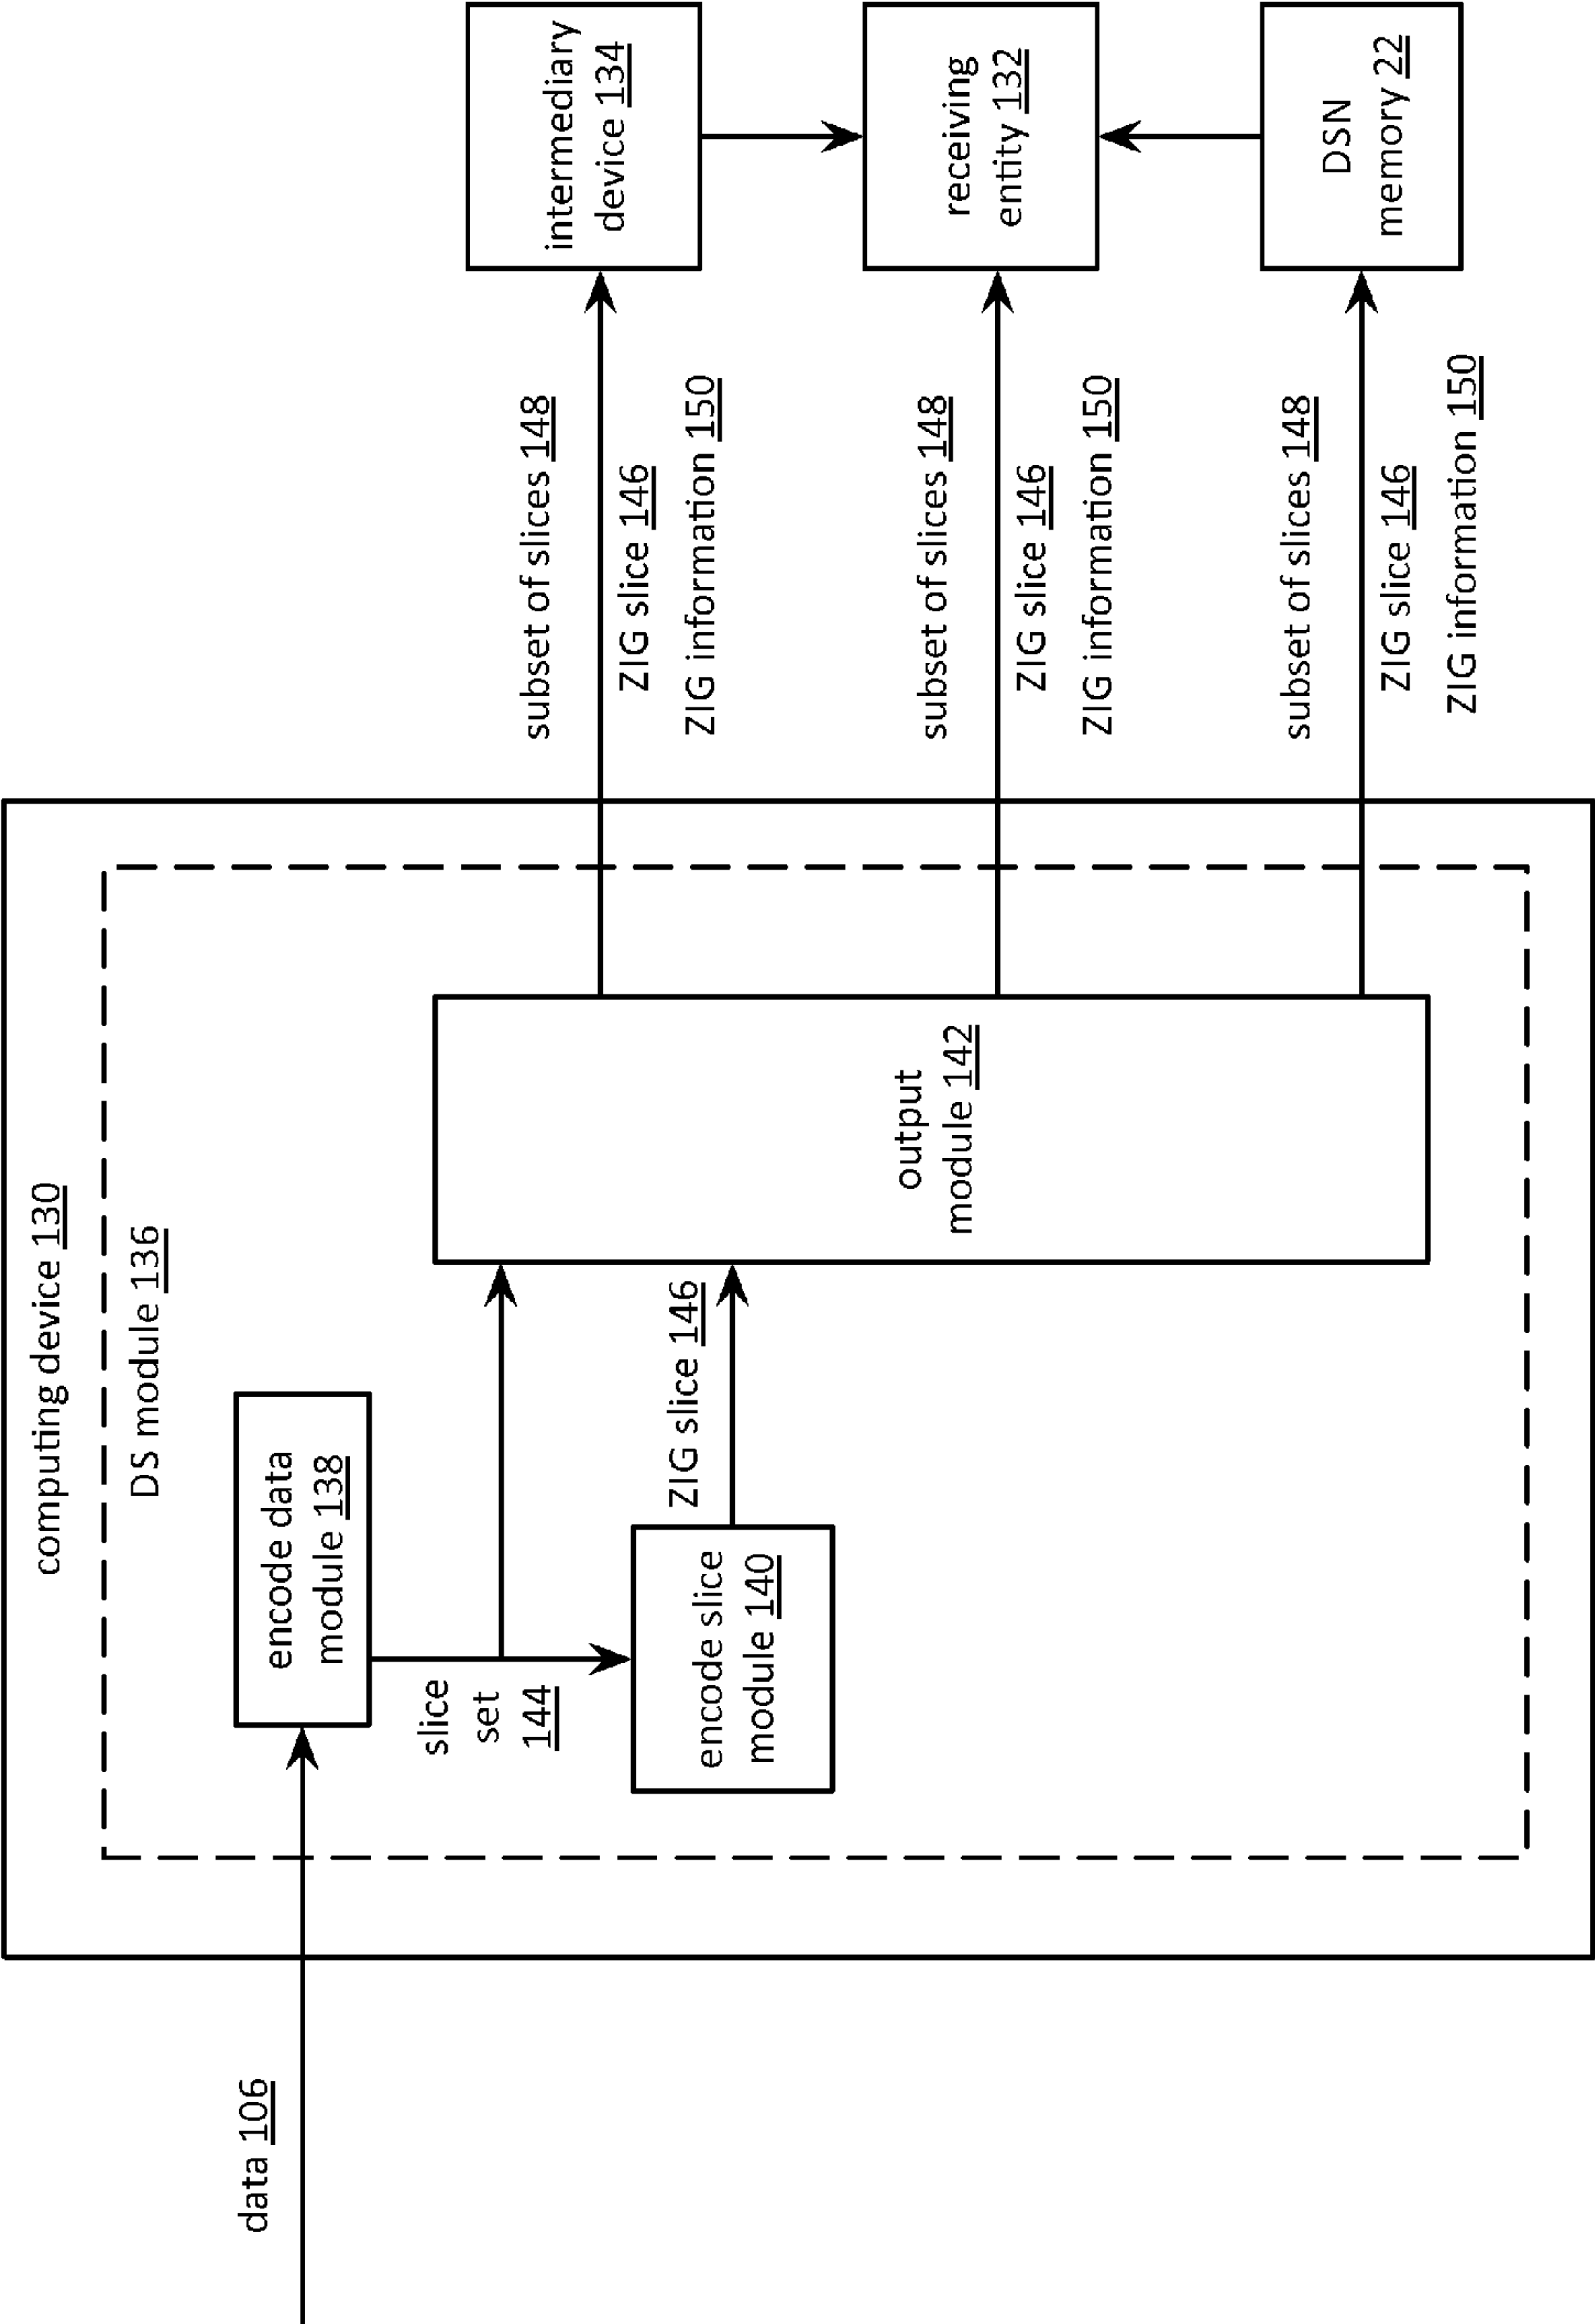 computing device 130
DS module 136
data 106
encode data
module 138
slice
set
144
encode slice
module 140
ZIG slice 146
output
module 142
subset of slices 148
ZIG slice 146
ZIG information 150
intermediary
device 134
subset of slices 148
ZIG slice 146
ZIG information 150
receiving
entity 132
subset of slices 148
ZIG slice 146
ZIG information 150
DSN
memory 22